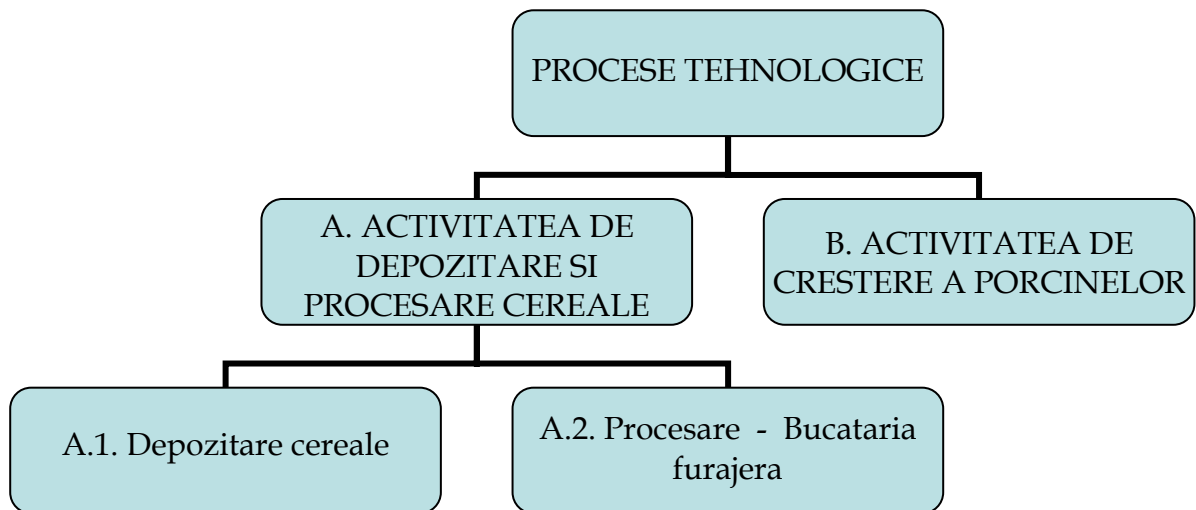 PROCESE TEHNOLOGICE
A. ACTIVITATEA DE
DEPOZITARE SI
PROCESARE CEREALE
B. ACTIVITATEA DE
CRESTERE A PORCINELOR
A.1. Depozitare cereale
A.2. Procesare - Bucataria
furajera